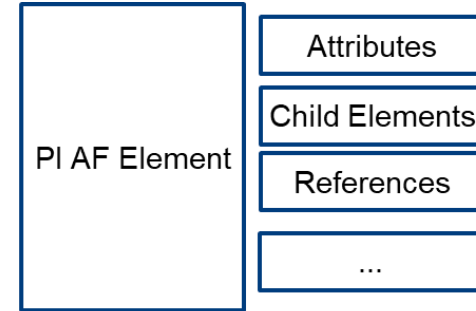 PI AF Element
Attributes
Child Elements
References
...